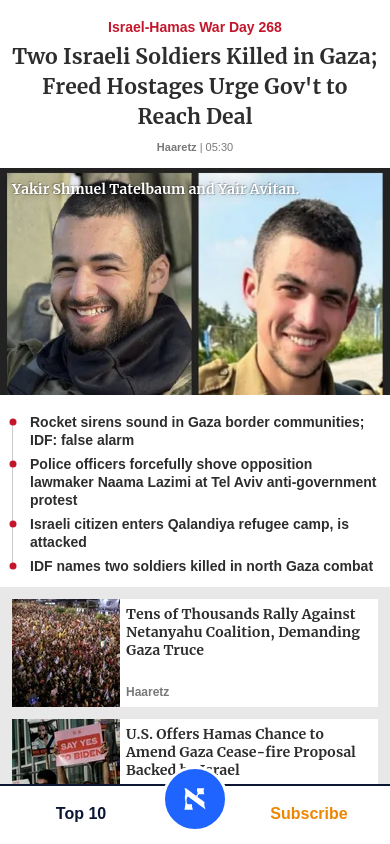 Israel-Hamas War Day 268
Two Israeli Soldiers Killed in Gaza;
Freed Hostages Urge Gov't to
Reach Deal
Haaretz | 05:30
Yakir Shmuel Tatelbaum and Yair Avitan.
Rocket sirens sound in Gaza border communities;
IDF: false alarm
Police officers forcefully shove opposition
lawmaker Naama Lazimi at Tel Aviv anti-government
protest
Israeli citizen enters Qalandiya refugee camp, is
attacked
IDF names two soldiers killed in north Gaza combat
Tens of Thousands Rally Against
Netanyahu Coalition, Demanding
Gaza Truce
Haaretz
SAY YES
TO BIDEN
U.S. Offers Hamas Chance to
Amend Gaza Cease-fire Proposal
Backed by Israel
Top 10
א
Subscribe